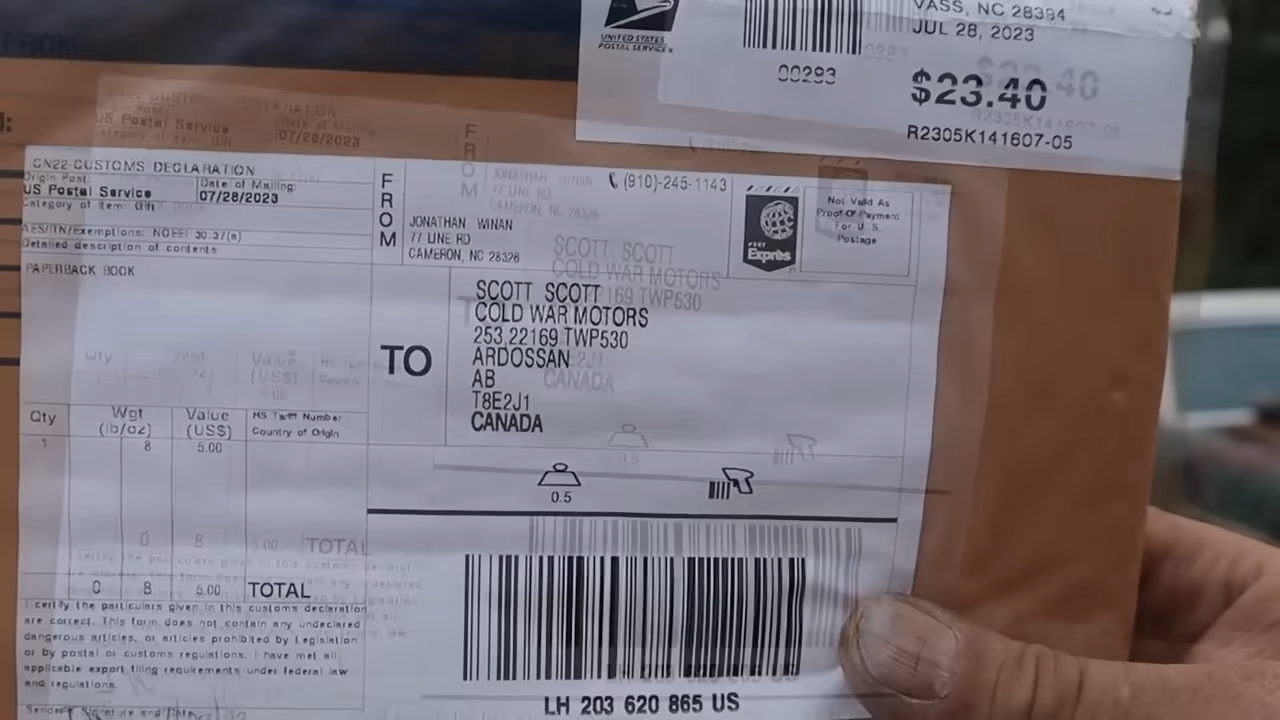 UNITED STATES
POSTAL SERVICE®
00283
VASS, NC 28394
JUL 28, 2023
$23.40
R2305K141607-05
CN22 CUSTOMS DECLARATION
Origin Post:
US Postal Service
Date of Mailing:
07/28/2023
Category of Item: Gift
AES/ITN/Exemptions: NOEEI 30.37(a)
Detailed description of contents
PAPERBACK BOOK
FROM
(910)-245-1143
JONATHAN WINAN
77 LINE RD
CAMERON, NC 28326
Exprès
Not Valid As
Proof Of Payment
For U.S.
Postage
TO
SCOTT SCOTT
COLD WAR MOTORS
253,22169 TWP530
ARDOSSAN
AB
T8E2J1
CANADA
Qty
Wgt
(lb/oz)
Value
(US$)
HS Tariff Number
Country of Origin
1 8 5.00
0.5
0 8 5.00 TOTAL
I certify the particulars given in this customs declaration
are correct. This form does not contain any undeclared
dangerous articles, or articles prohibited by Legislation
or by postal or customs regulations. I have met all
applicable export filing requirements under federal law
and regulations.
Sender's Signature and
LH 203 620 865 US